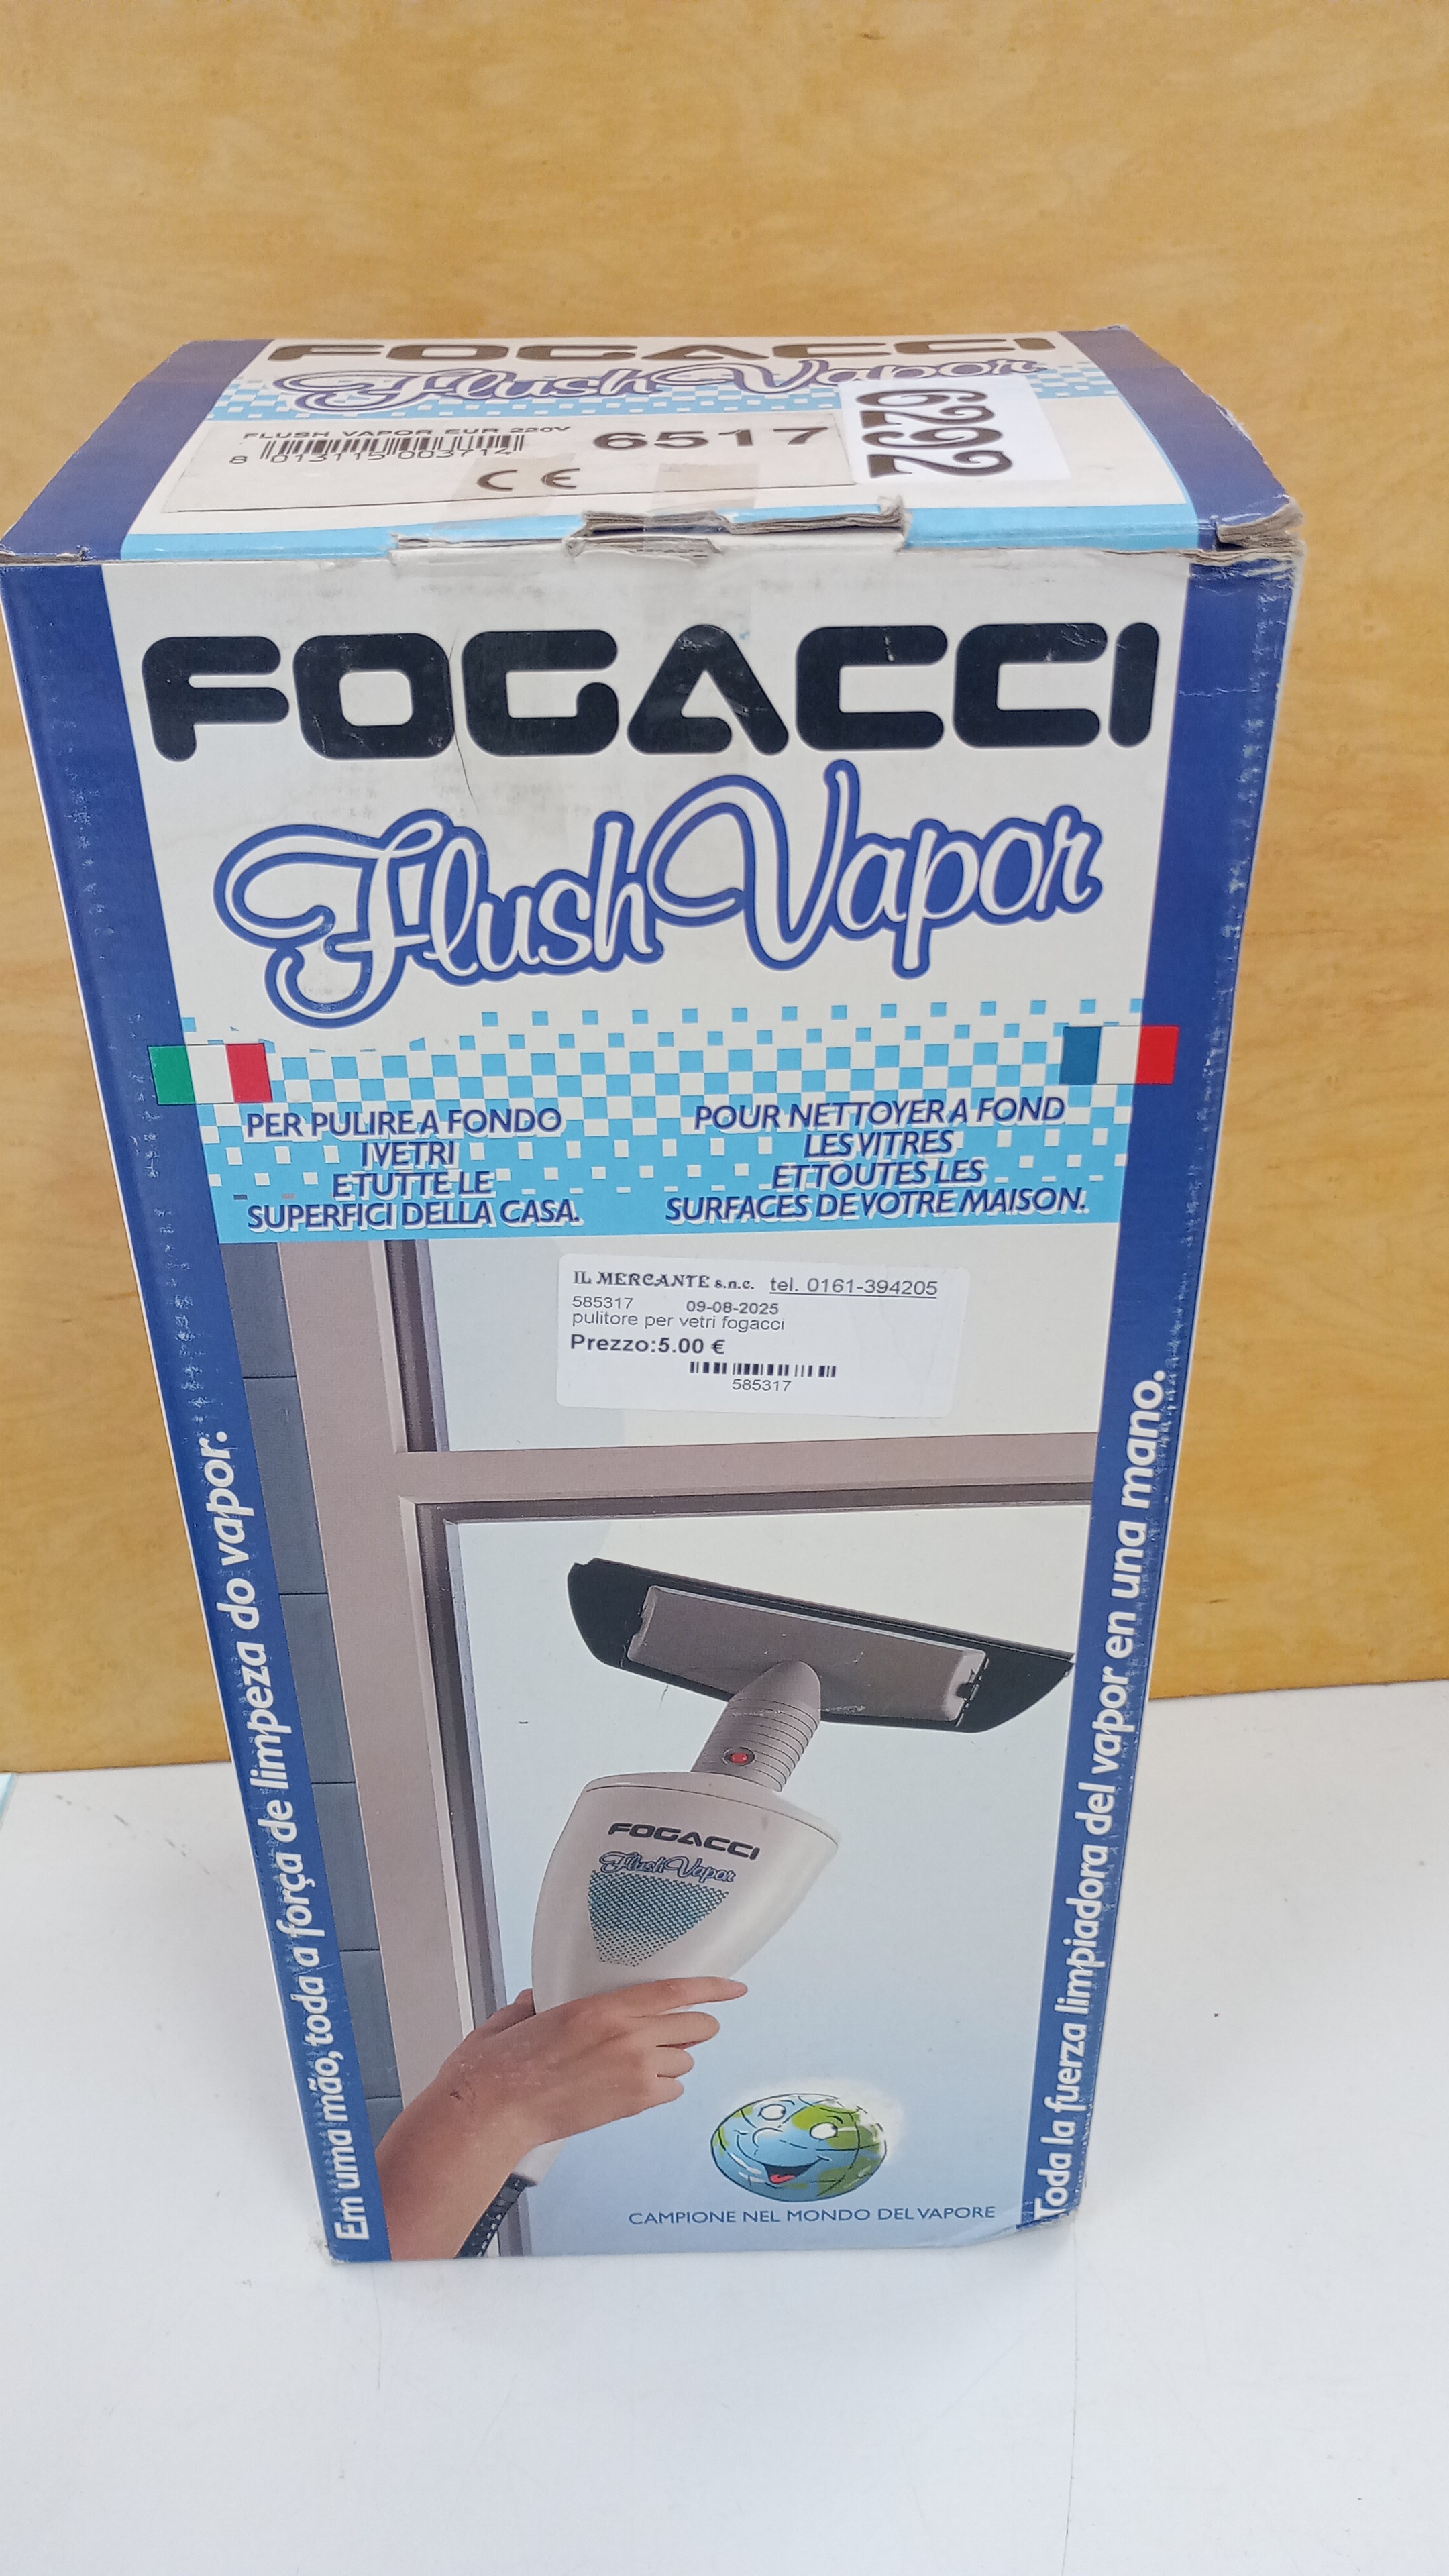 FOGACCI
Flush Vapor
FLUSH VAPOR EUR 220V
8 013115 003714
6517
CE
6292
FOGACCI
Flush Vapor
PER PULIRE A FONDO
I VETRI
E TUTTE LE
SUPERFICI DELLA CASA.
POUR NETTOYER A FOND
LES VITRES
ET TOUTES LES
SURFACES DE VOTRE MAISON.
IL MERCANTE s.n.c. tel. 0161-394205
585317 09-08-2025
pulitore per vetri fogacci
Prezzo:5.00 €
585317
Em uma mão, toda a força de limpeza do vapor.
Toda la fuerza limpiadora del vapor en una mano.
FOGACCI
Flush Vapor
CAMPIONE NEL MONDO DEL VAPORE